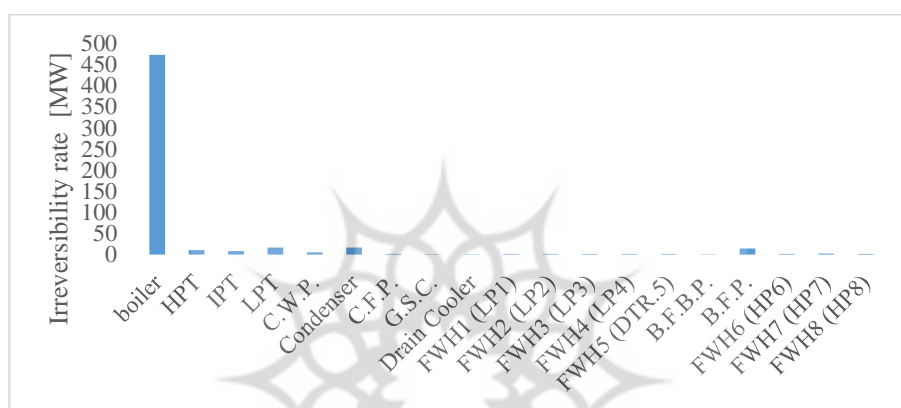 Irreversibility rate [MW]
500
450
400
350
300
250
200
150
100
50
0
boiler
HPT
IPT
LPT
C.W.P.
Condenser
C.F.P.
G.S.C.
Drain Cooler
FWH1 (LP1)
FWH2 (LP2)
FWH3 (LP3)
FWH4 (LP4)
FWH5 (DTR.5)
B.F.B.P.
B.F.P.
FWH6 (HP6)
FWH7 (HP7)
FWH8 (HP8)